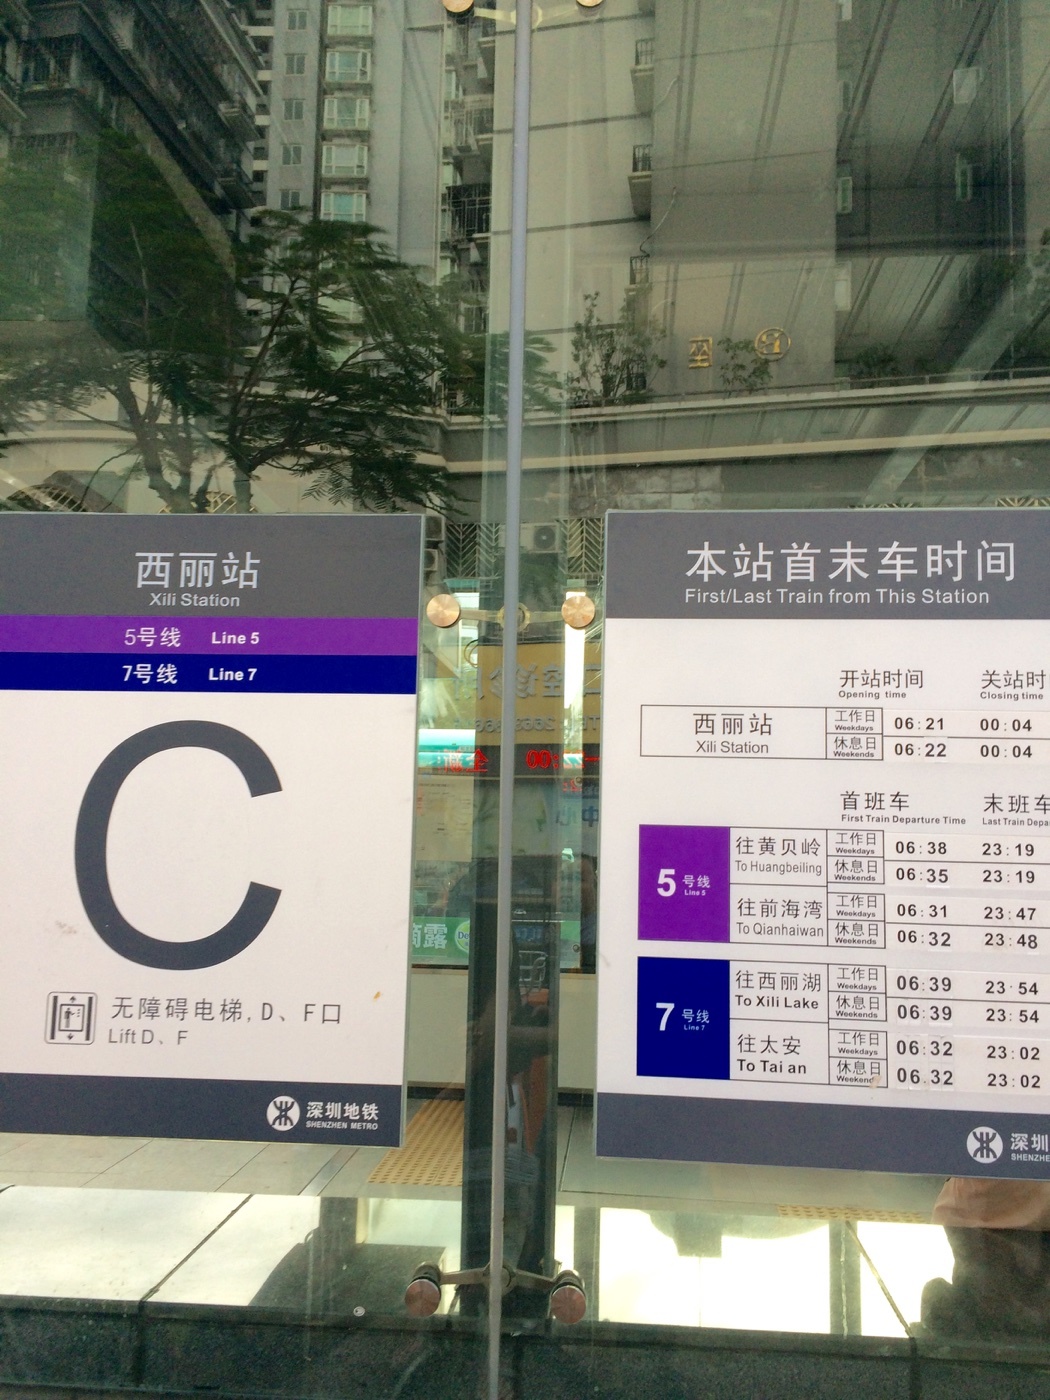 西丽站
Xili Station
5号线 Line 5
7号线 Line 7
C
无障碍电梯,D、F口
Lift D、F
深圳地铁
SHENZHEN METRO
本站首末车时间
First/Last Train from This Station
开站时间 关站时
Opening time Closing time
西丽站 工作日 06:21 00:04
Xili Station Weekdays
休息日 06:22 00:04
Weekends
首班车 末班车
First Train Departure Time Last Train Depa
5号线 Line 5
往黄贝岭 工作日 06:38 23:19
To Huangbeiling Weekdays
休息日 06:35 23:19
Weekends
往前海湾 工作日 06:31 23:47
To Qianhaiwan Weekdays
休息日 06:32 23:48
Weekends
7号线 Line 7
往西丽湖 工作日 06:39 23:54
To Xili Lake Weekdays
休息日 06:39 23:54
Weekends
往太安 工作日 06:32 23:02
To Tai an Weekdays
休息日 06:32 23:02
Weekend
深圳
SHENZHE